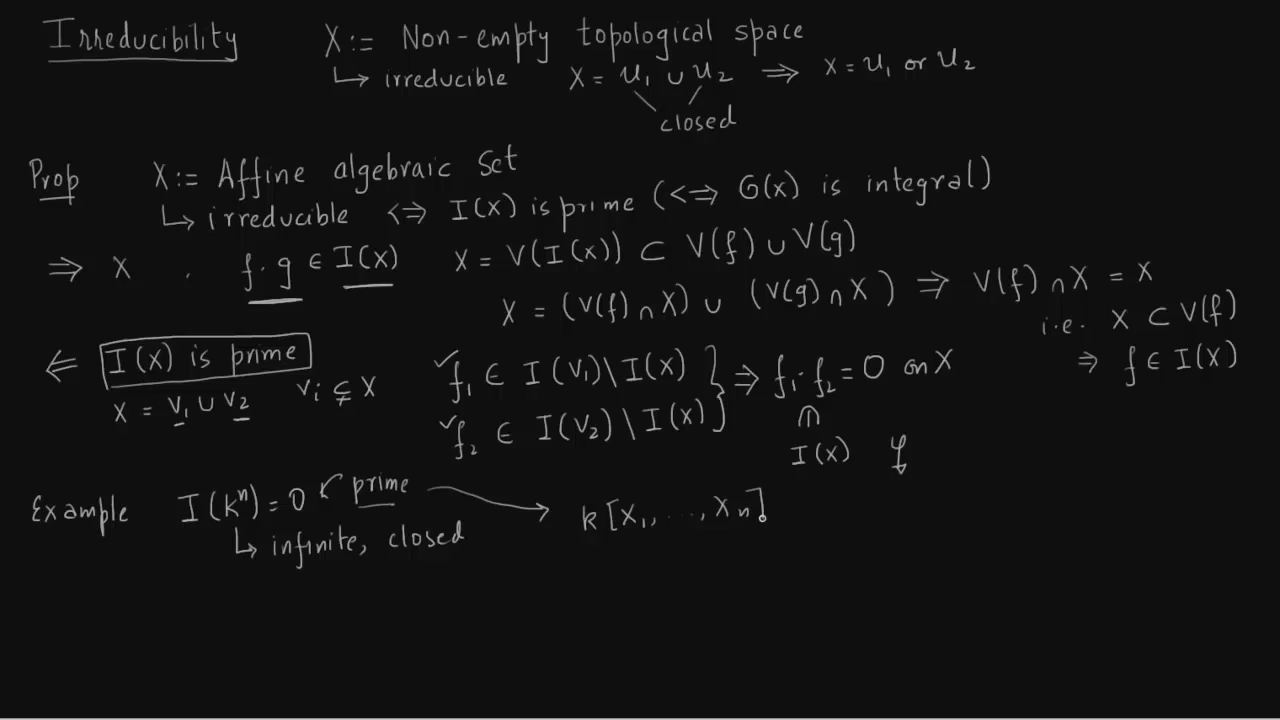 Irreducibility X := Non-empty topological space
↳ irreducible X = U₁ ∪ U₂ ⟹ X = U₁ or U₂
closed
Prop X := Affine algebraic set
↳ irreducible ⟺ I(X) is prime (⟺ G(x) is integral)
⟹ X . f·g ∈ I(X) X = V(I(X)) ⊂ V(f) ∪ V(g)
X = (V(f) ∩ X) ∪ (V(g) ∩ X) ⟹ V(f) ∩ X = X
i.e. X ⊂ V(f)
⟹ f ∈ I(X)
⟸ I(X) is prime
X = V₁ ∪ V₂ Vᵢ ⊊ X
✓f₁ ∈ I(V₁)\I(X) } ⟹ f₁·f₂ = 0 on X
✓f₂ ∈ I(V₂)\I(X)
∩
I(X)
Example I(kⁿ) = 0 ↙ prime → k[X₁, ..., Xₙ]
↳ infinite, closed